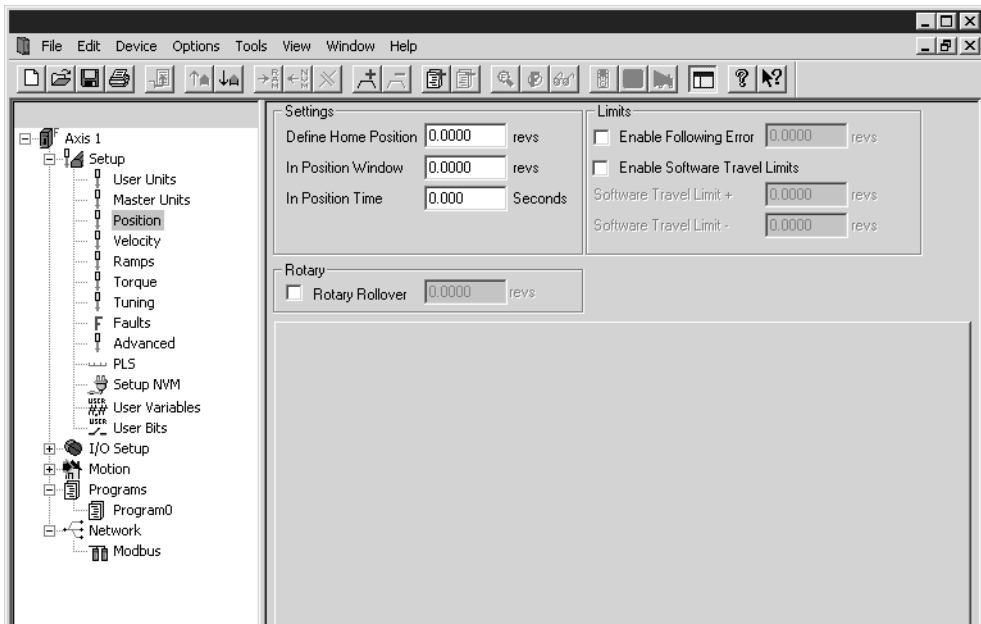 File Edit Device Options Tools View Window Help
Axis 1
Setup
User Units
Master Units
Position
Velocity
Ramps
Torque
Tuning
Faults
Advanced
PLS
Setup NVM
User Variables
User Bits
I/O Setup
Motion
Programs
Program0
Network
Modbus
Settings
Define Home Position 0.0000 revs
In Position Window 0.0000 revs
In Position Time 0.000 Seconds
Limits
Enable Following Error 0.0000 revs
Enable Software Travel Limits
Software Travel Limit + 0.0000 revs
Software Travel Limit - 0.0000 revs
Rotary
Rotary Rollover 0.0000 revs